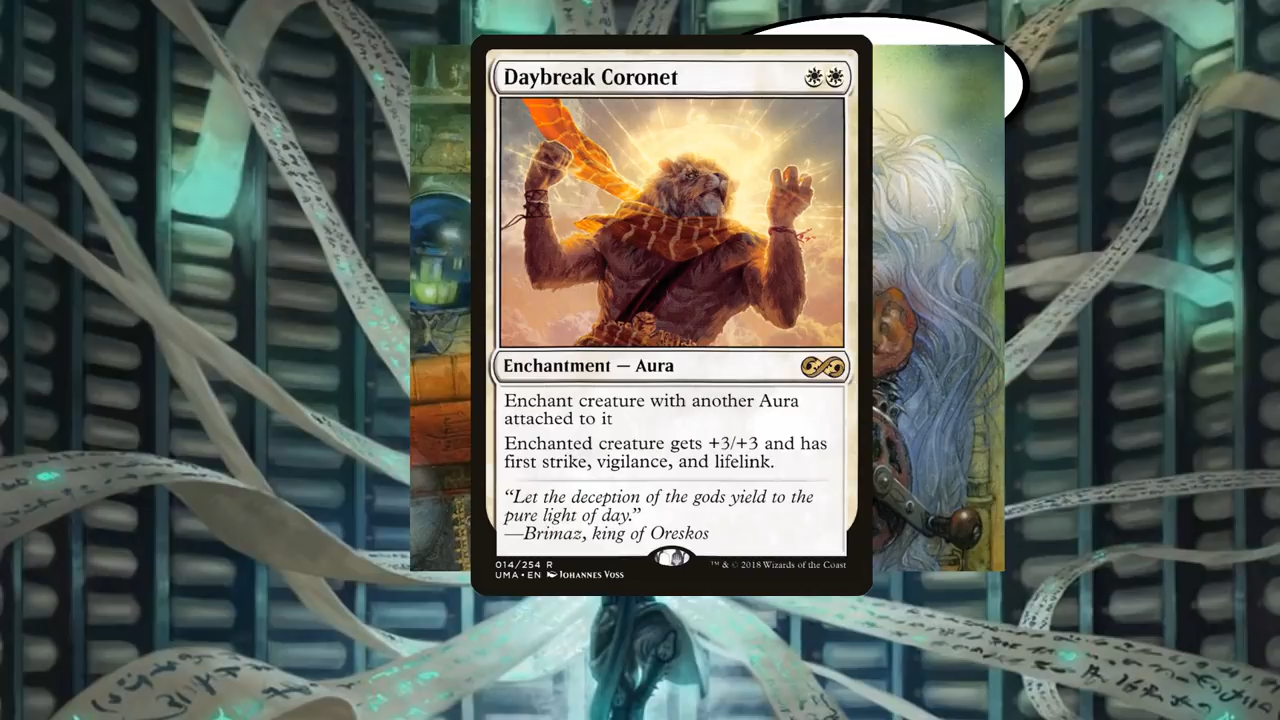 Daybreak Coronet
Enchantment — Aura
Enchant creature with another Aura
attached to it
Enchanted creature gets +3/+3 and has
first strike, vigilance, and lifelink.
“Let the deception of the gods yield to the
pure light of day.”
—Brimaz, king of Oreskos
014/254 R
UMA • EN Johannes Voss
™ & © 2018 Wizards of the Coast